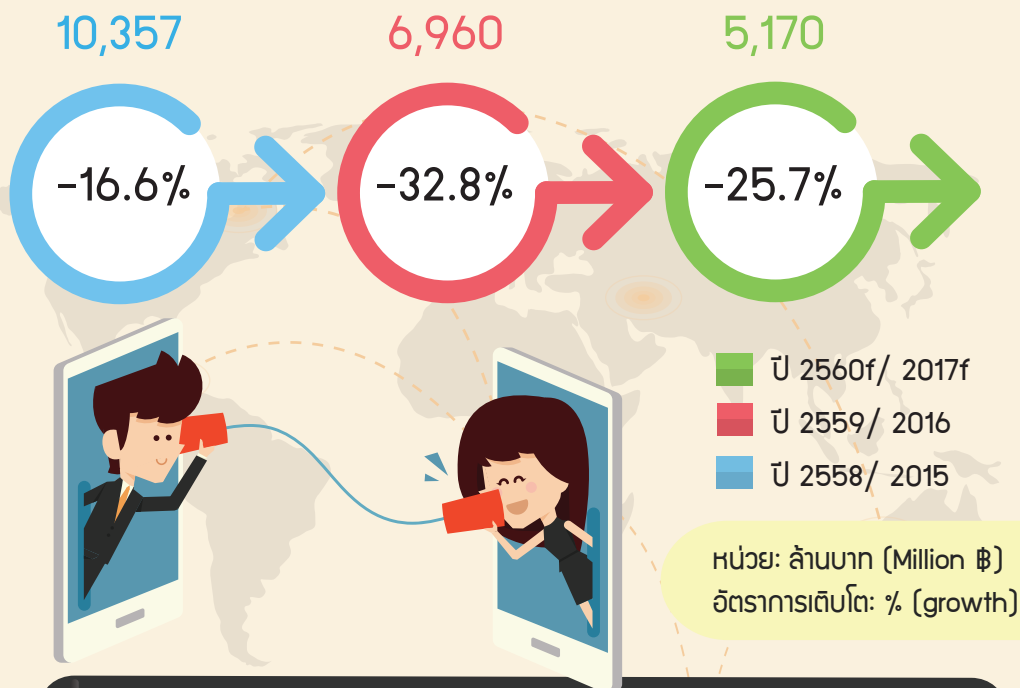 10,357
6,960
5,170
-16.6%
-32.8%
-25.7%
ปี 2560f/ 2017f
ปี 2559/ 2016
ปี 2558/ 2015
หน่วย: ล้านบาท (Million ฿)
อัตราการเติบโต: % (growth)